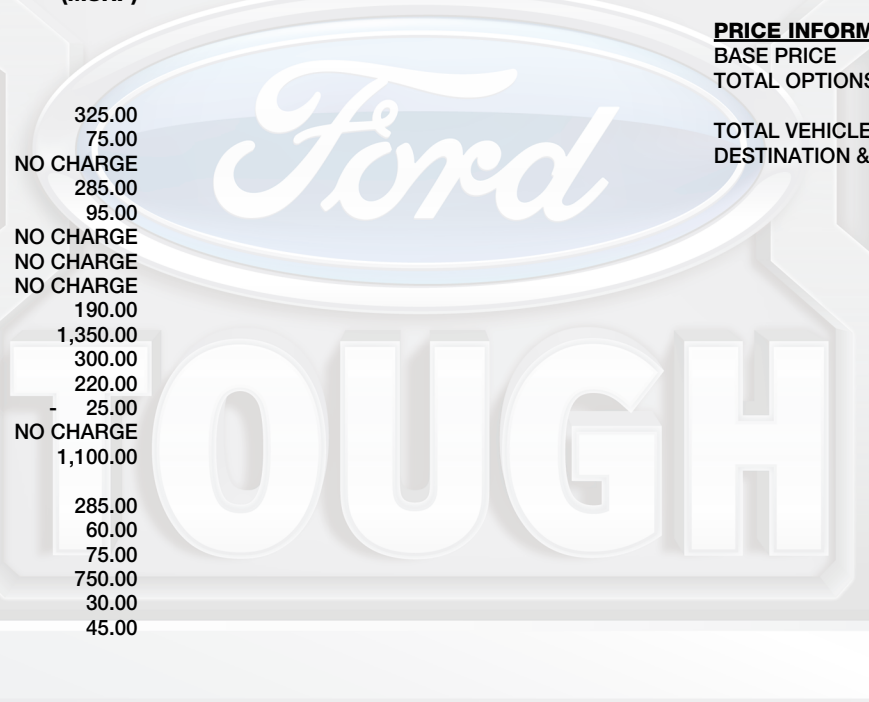 325.00
75.00
NO CHARGE
285.00
95.00
NO CHARGE
NO CHARGE
NO CHARGE
190.00
1,350.00
300.00
220.00
- 25.00
NO CHARGE
1,100.00
285.00
60.00
75.00
750.00
30.00
45.00
PRICE
BASE PRICE
TOTAL OPTIONS
TOTAL VEHICLE
DESTINATION &
Ford
TOUGH